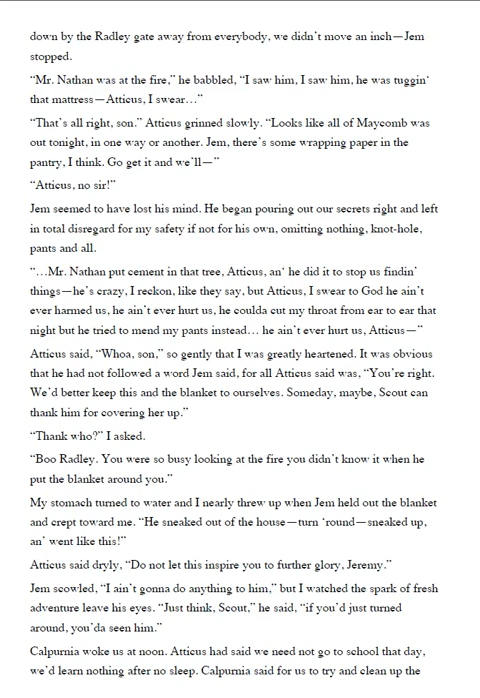 down by the Radley gate away from everybody, we didn't move an inch—Jem
stopped.
“Mr. Nathan was at the fire,” he babbled, “I saw him, I saw him, he was tuggin'
that mattress—Atticus, I swear…”
“That's all right, son.” Atticus grinned slowly. “Looks like all of Maycomb was
out tonight, in one way or another. Jem, there's some wrapping paper in the
pantry, I think. Go get it and we'll—”
“Atticus, no sir!”
Jem seemed to have lost his mind. He began pouring out our secrets right and left
in total disregard for my safety if not for his own, omitting nothing, knot-hole,
pants and all.
“…Mr. Nathan put cement in that tree, Atticus, an' he did it to stop us findin'
things—he's crazy, I reckon, like they say, but Atticus, I swear to God he ain't
ever harmed us, he ain't ever hurt us, he coulda cut my throat from ear to ear that
night but he tried to mend my pants instead… he ain't ever hurt us, Atticus—”
Atticus said, “Whoa, son,” so gently that I was greatly heartened. It was obvious
that he had not followed a word Jem said, for all Atticus said was, “You're right.
We'd better keep this and the blanket to ourselves. Someday, maybe, Scout can
thank him for covering her up.”
“Thank who?” I asked.
“Boo Radley. You were so busy looking at the fire you didn't know it when he
put the blanket around you.”
My stomach turned to water and I nearly threw up when Jem held out the blanket
and crept toward me. “He sneaked out of the house—turn 'round—sneaked up,
an' went like this!”
Atticus said dryly, “Do not let this inspire you to further glory, Jeremy.”
Jem scowled, “I ain't gonna do anything to him,” but I watched the spark of fresh
adventure leave his eyes. “Just think, Scout,” he said, “if you'd just turned
around, you'da seen him.”
Calpurnia woke us at noon. Atticus had said we need not go to school that day,
we'd learn nothing after no sleep. Calpurnia said for us to try and clean up the